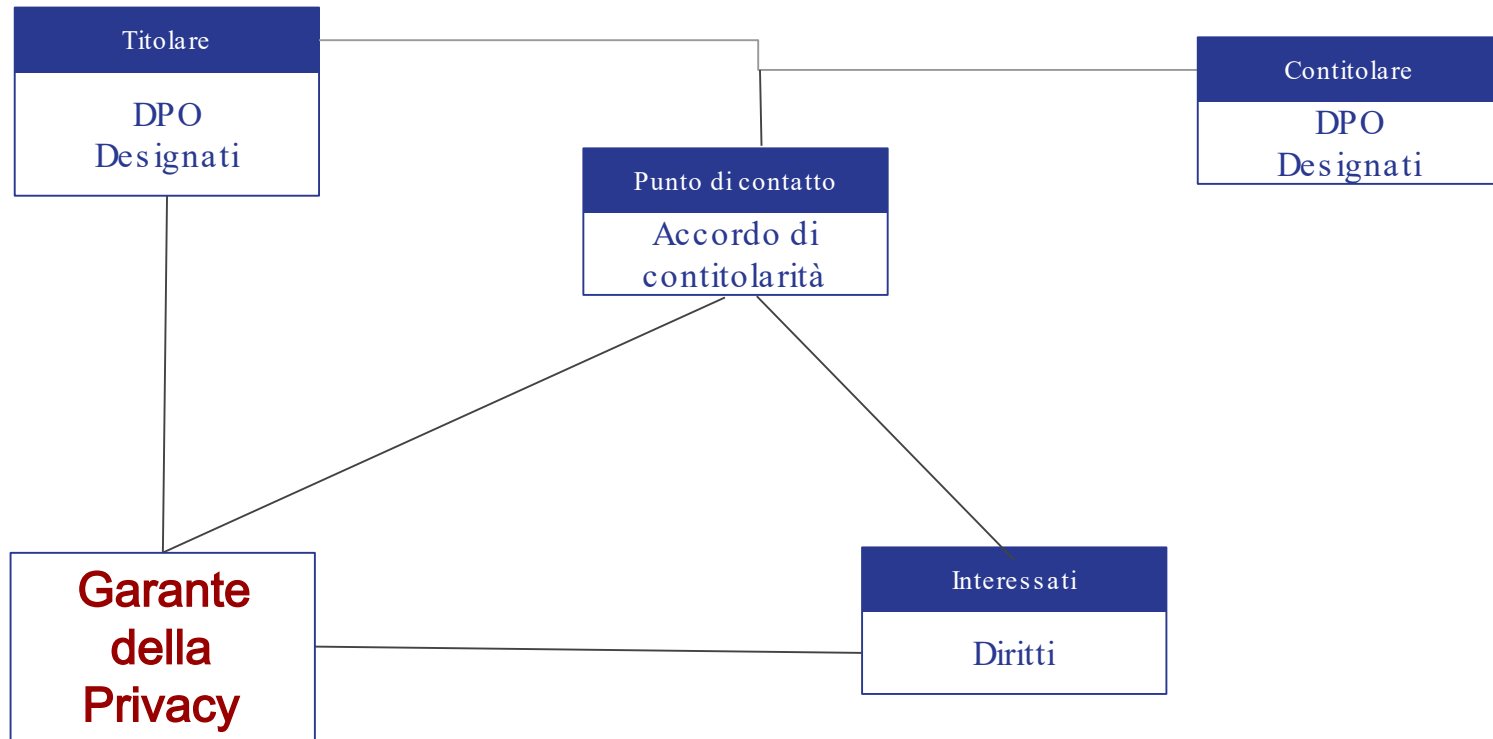 Titolare
DPO
Designati
Contitolare
DPO
Designati
Punto di contatto
Accordo di
contitolarità
Garante
della
Privacy
Interessati
Diritti